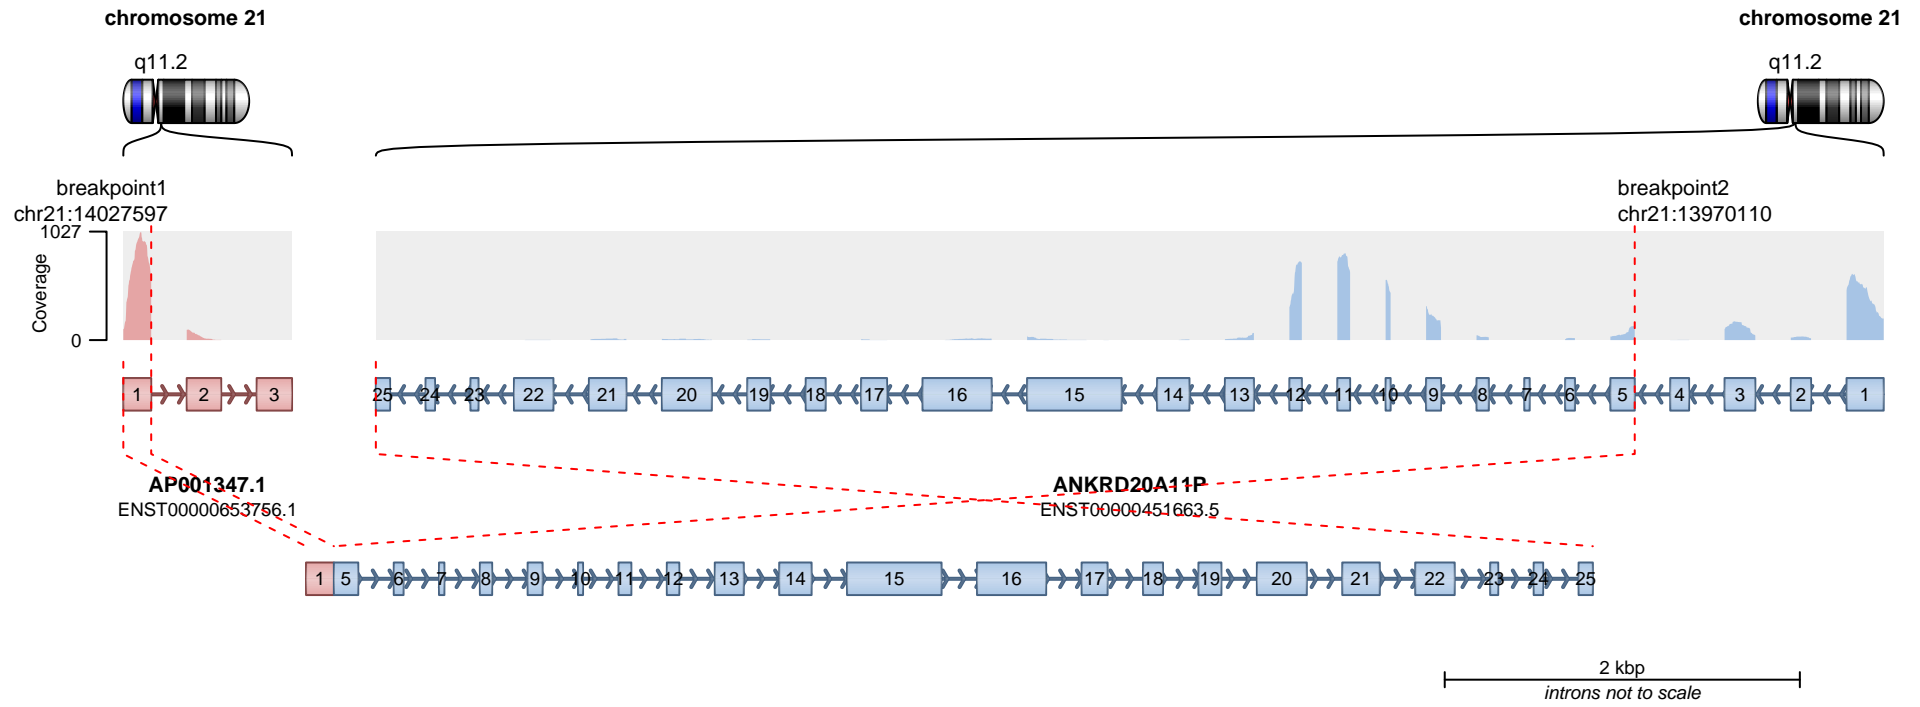 chromosome 21
chromosome 21
q11.2
q11.2
breakpoint1
chr21:14027597
breakpoint2
chr21:13970110
1027
Coverage
0
1 2 3
25 24 23 22 21 20 19 18 17 16 15 14 13 12 11 10 9 8 7 6 5 4 3 2 1
AP001347.1
ENST00000653756.1
ANKRD20A11P
ENST00000451663.5
1 5 6 7 8 9 10 11 12 13 14 15 16 17 18 19 20 21 22 23 24 25
2 kbp
introns not to scale